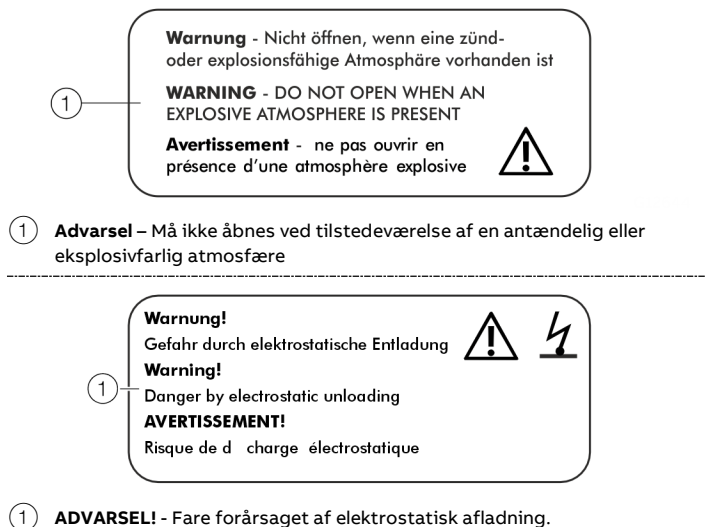 Warnung - Nicht öffnen, wenn eine zünd-
oder explosionsfähige Atmosphäre vorhanden ist
WARNING - DO NOT OPEN WHEN AN
EXPLOSIVE ATMOSPHERE IS PRESENT
Avertissement - ne pas ouvrir en
présence d'une atmosphère explosive
1
1 Advarsel – Må ikke åbnes ved tilstedeværelse af en antændelig eller
eksplosivfarlig atmosfære
Warnung!
Gefahr durch elektrostatische Entladung
Warning!
1
Danger by electrostatic unloading
AVERTISSEMENT!
Risque de d charge électrostatique
1 ADVARSEL! - Fare forårsaget af elektrostatisk afladning.